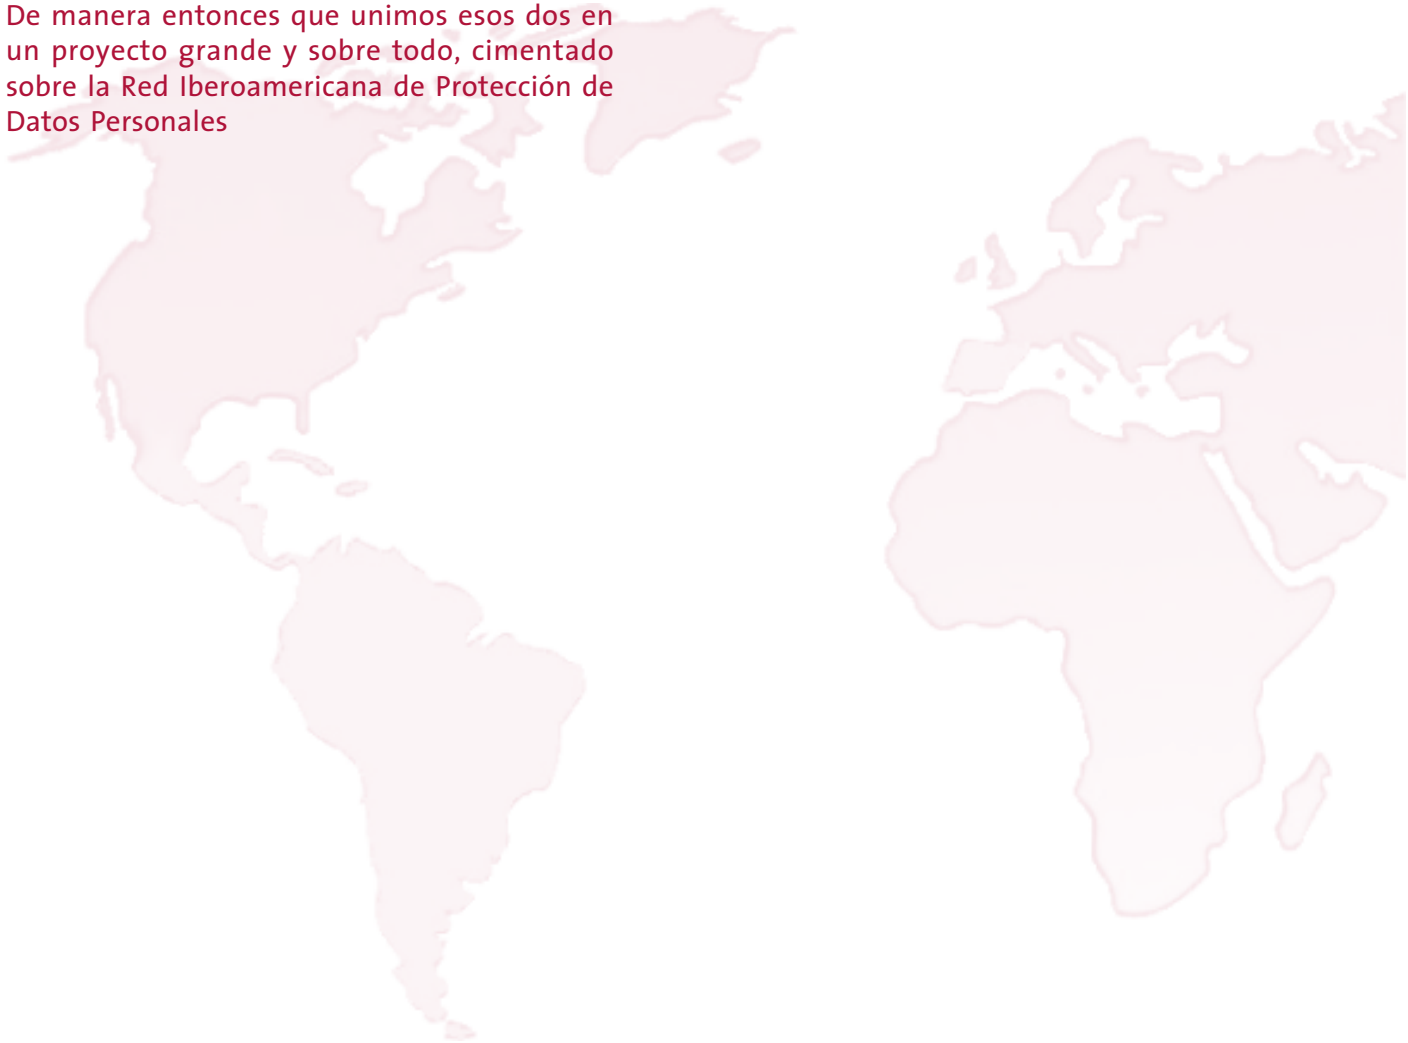 De manera entonces que unimos esos dos en
un proyecto grande y sobre todo, cimentado
sobre la Red Iberoamericana de Protección de
Datos Personales